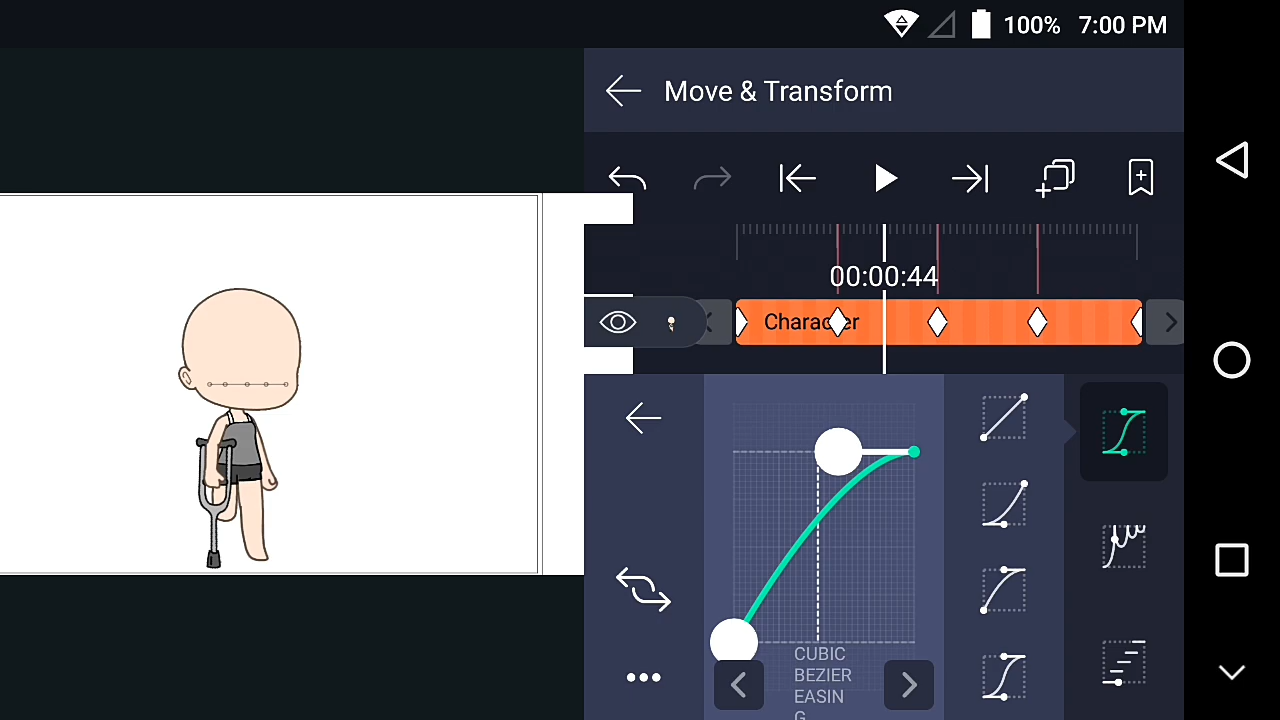 100% 7:00 PM
Move & Transform
00:00:44
Character
CUBIC
BEZIER
EASIN
G